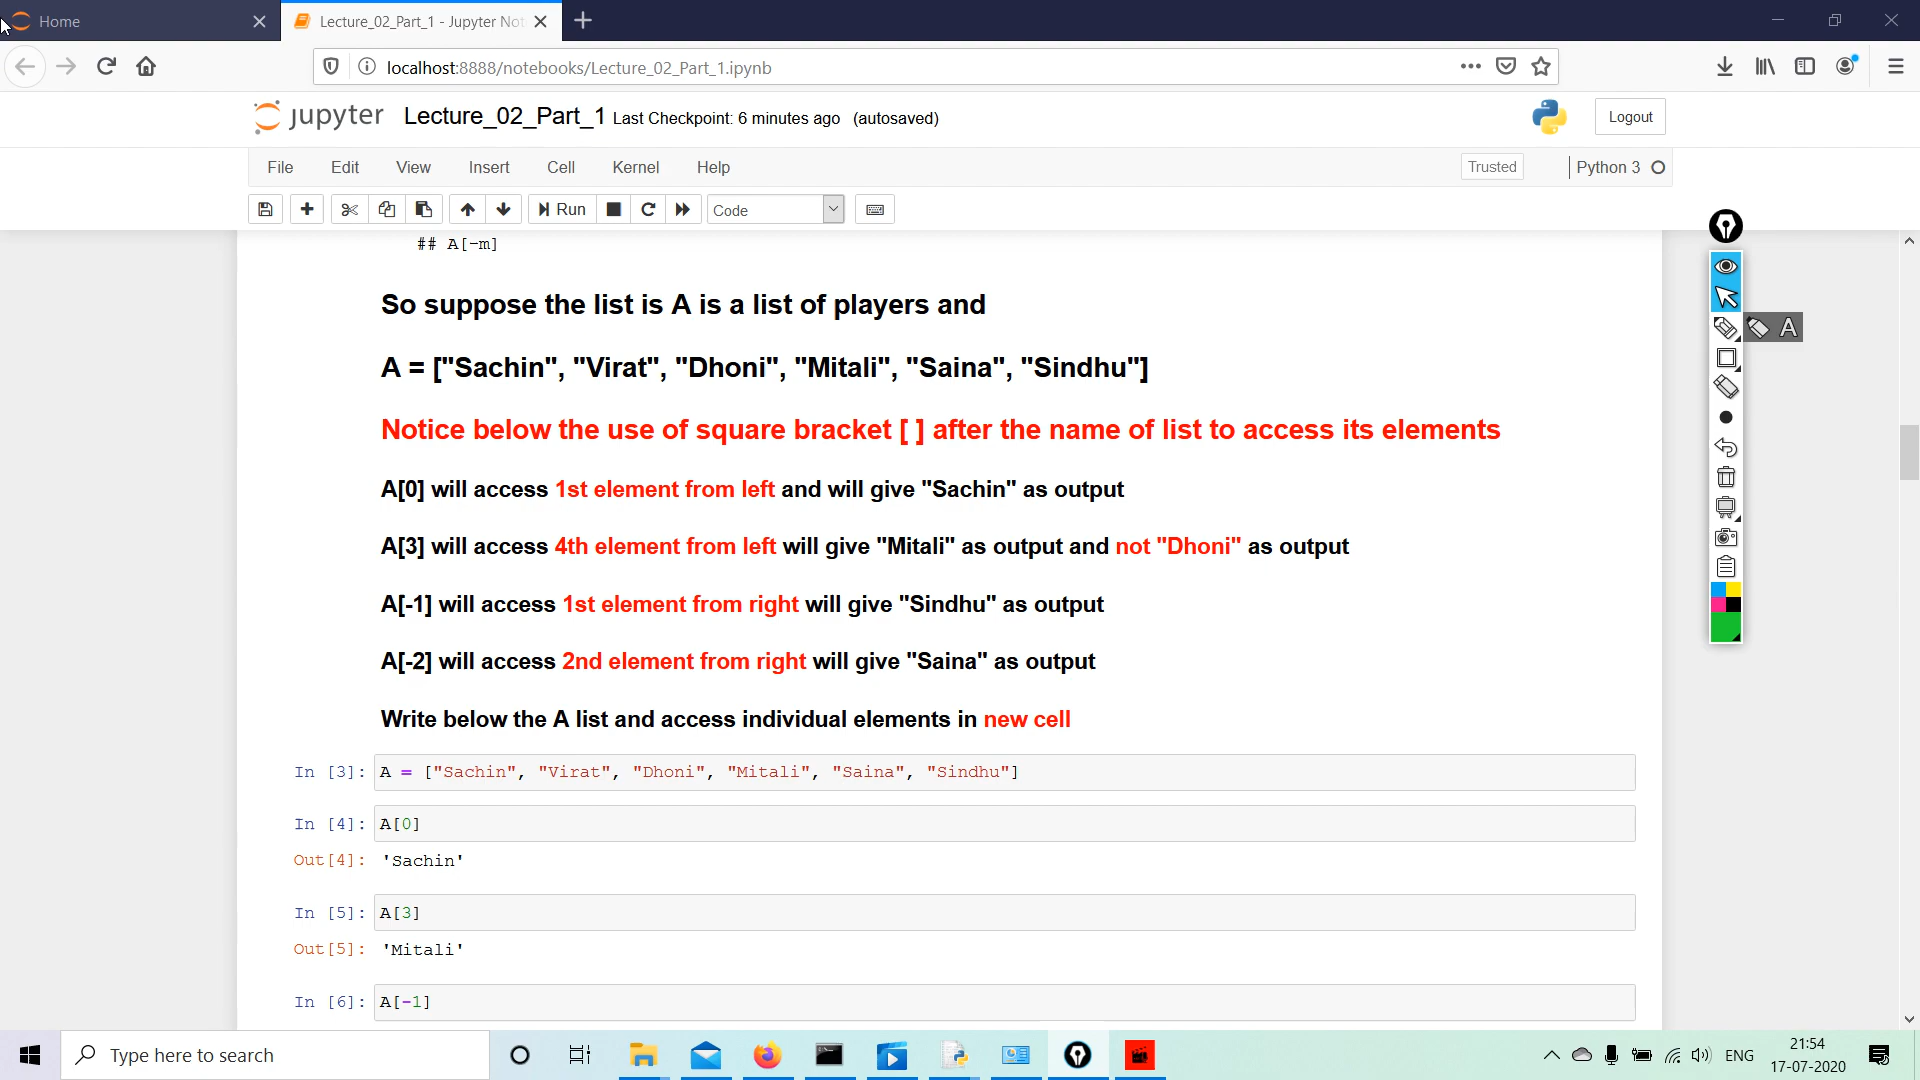 Home
Lecture_02_Part_1 - Jupyter Not
localhost:8888/notebooks/Lecture_02_Part_1.ipynb
jupyter Lecture_02_Part_1 Last Checkpoint: 6 minutes ago (autosaved)
Logout
File Edit View Insert Cell Kernel Help
Trusted
Python 3
Run
Code
## A[-m]
So suppose the list is A is a list of players and
A = ["Sachin", "Virat", "Dhoni", "Mitali", "Saina", "Sindhu"]
Notice below the use of square bracket [ ] after the name of list to access its elements
A[0] will access 1st element from left and will give "Sachin" as output
A[3] will access 4th element from left will give "Mitali" as output and not "Dhoni" as output
A[-1] will access 1st element from right will give "Sindhu" as output
A[-2] will access 2nd element from right will give "Saina" as output
Write below the A list and access individual elements in new cell
In [3]: A = ["Sachin", "Virat", "Dhoni", "Mitali", "Saina", "Sindhu"]
In [4]: A[0]
Out[4]: 'Sachin'
In [5]: A[3]
Out[5]: 'Mitali'
In [6]: A[-1]
A
Type here to search
ENG
21:54
17-07-2020